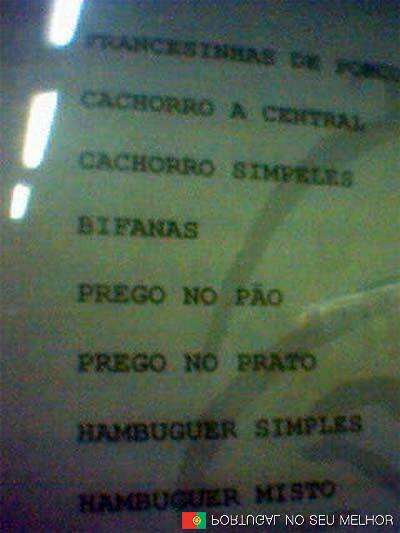 FRANCESINHAS DE
CACHORRO A CENTRAL
CACHORRO SIMPELES
BIFANAS
PREGO NO PÃO
PREGO NO PRATO
HAMBUGUER SIMPLES
HAMBUGUER MISTO
PORTUGAL NO SEU MELHOR